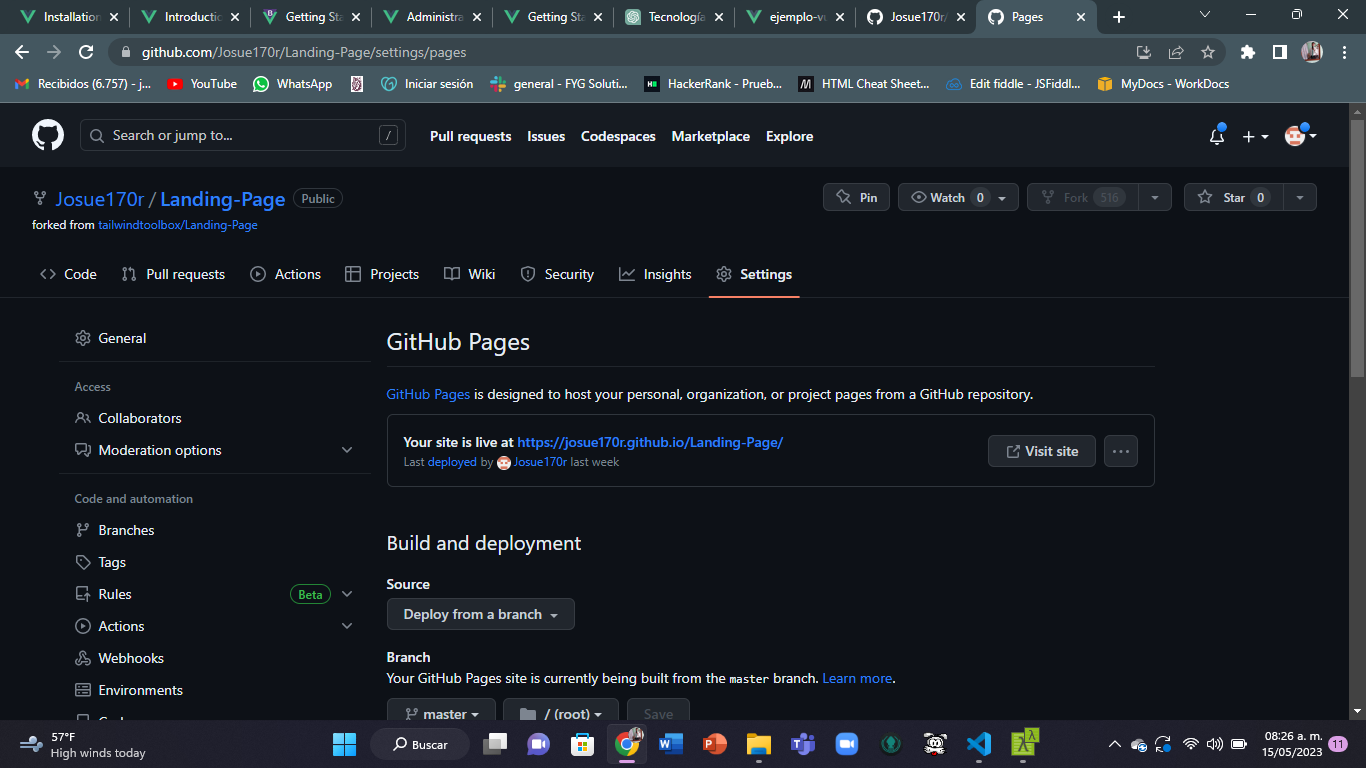 Installation
Introductio
Getting Sta
Administra
Getting Sta
Tecnología
ejemplo-vu
Josue170r/
Pages
github.com/Josue170r/Landing-Page/settings/pages
Recibidos (6.757) - j...
YouTube
WhatsApp
Iniciar sesión
general - FYG Soluti...
HackerRank - Prueb...
HTML Cheat Sheet...
Edit fiddle - JSFiddl...
MyDocs - WorkDocs
Search or jump to...
/
Pull requests
Issues
Codespaces
Marketplace
Explore
Josue170r / Landing-Page
Public
Pin
Watch 0
Fork 516
Star 0
forked from tailwindtoolbox/Landing-Page
Code
Pull requests
Actions
Projects
Wiki
Security
Insights
Settings
General
Access
Collaborators
Moderation options
Code and automation
Branches
Tags
Rules
Beta
Actions
Webhooks
Environments
GitHub Pages
GitHub Pages is designed to host your personal, organization, or project pages from a GitHub repository.
Your site is live at https://josue170r.github.io/Landing-Page/
Last deployed by Josue170r last week
Visit site
Build and deployment
Source
Deploy from a branch
Branch
Your GitHub Pages site is currently being built from the master branch. Learn more.
master
/ (root)
Save
57°F
High winds today
Buscar
08:26 a. m.
15/05/2023
11